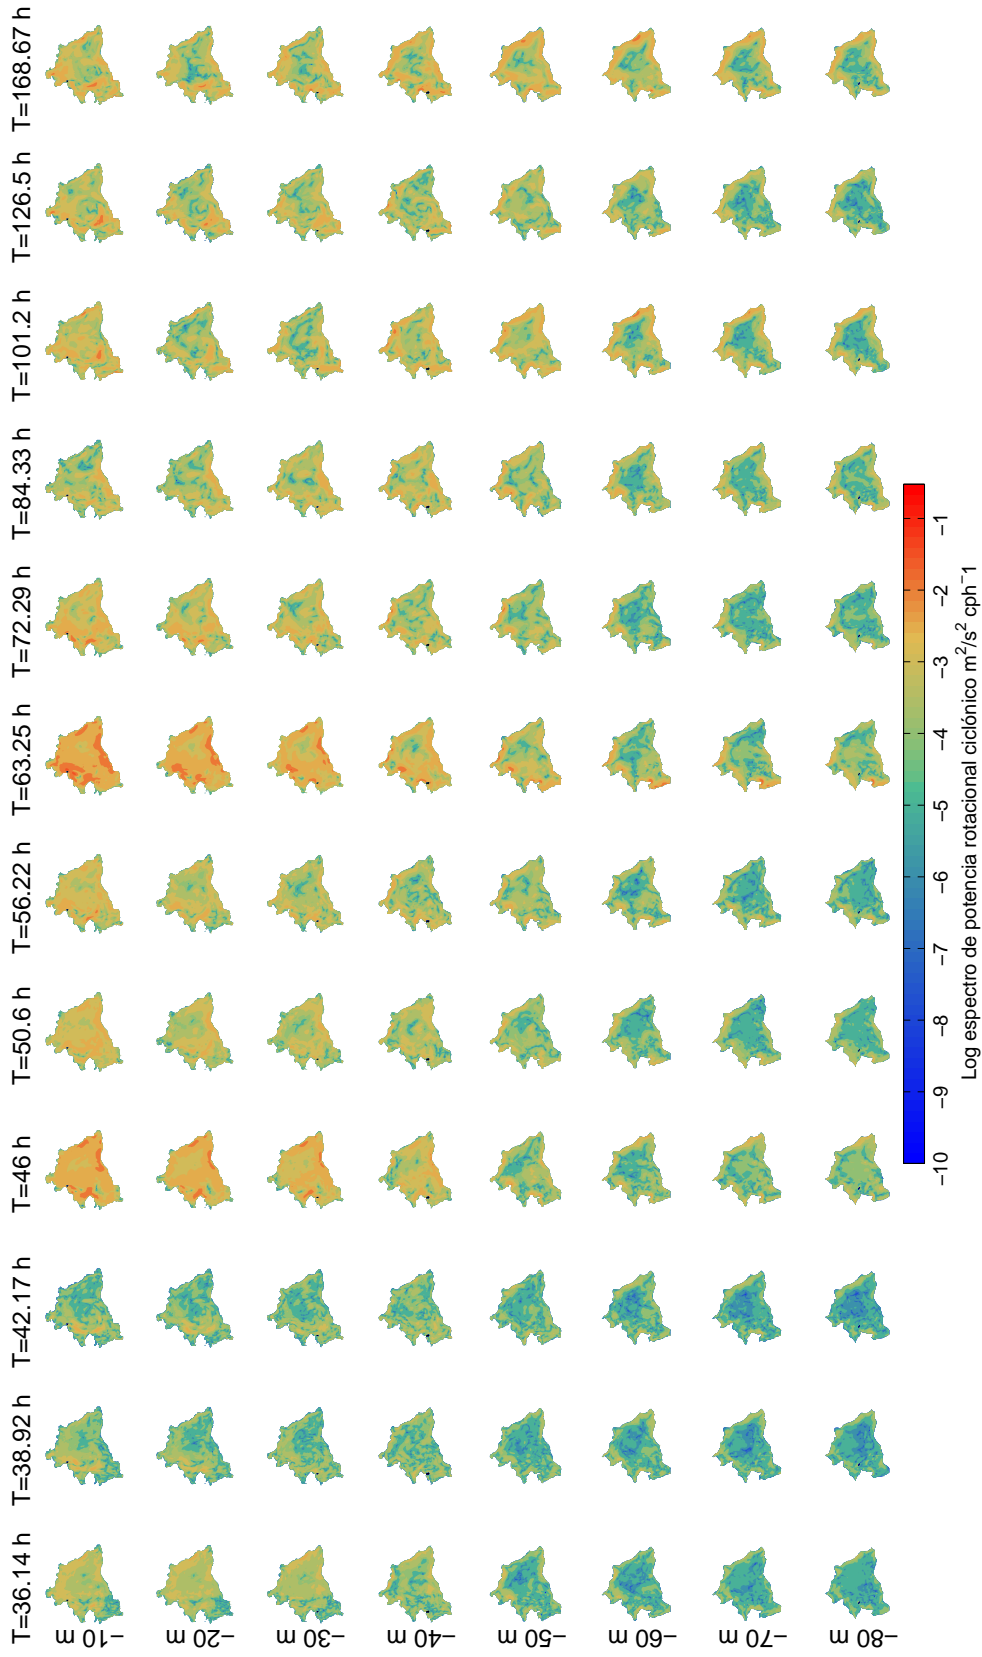 T=36.14 h
T=38.92 h
T=42.17 h
T=46 h
T=50.6 h
T=56.22 h
T=63.25 h
T=72.29 h
T=84.33 h
T=101.2 h
T=126.5 h
T=168.67 h
−10 m
−20 m
−30 m
−40 m
−50 m
−60 m
−70 m
−80 m
−10 −9 −8 −7 −6 −5 −4 −3 −2 −1
Log espectro de potencia rotacional ciclónico m²/s² cph⁻1